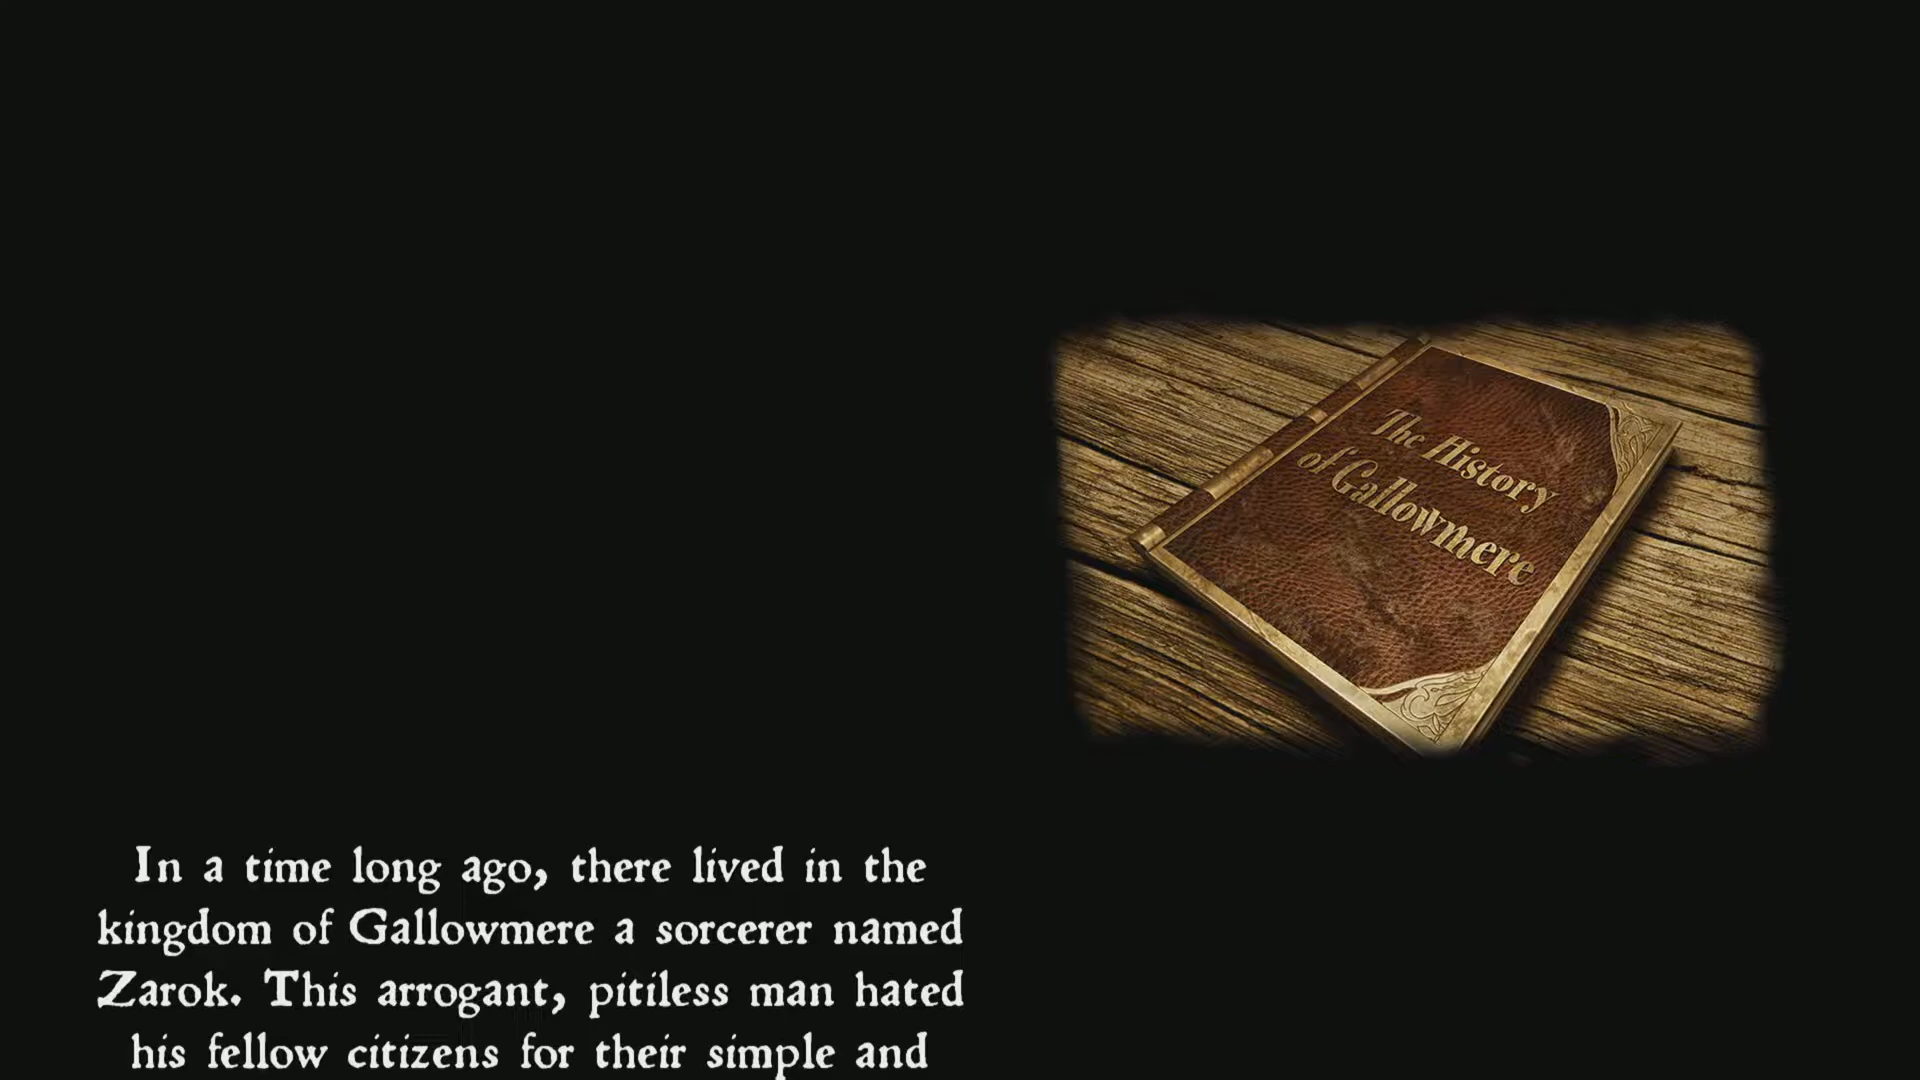 The History
of Gallowmere
In a time long ago, there lived in the
kingdom of Gallowmere a sorcerer named
Zarok. This arrogant, pitiless man hated
his fellow citizens for their simple and